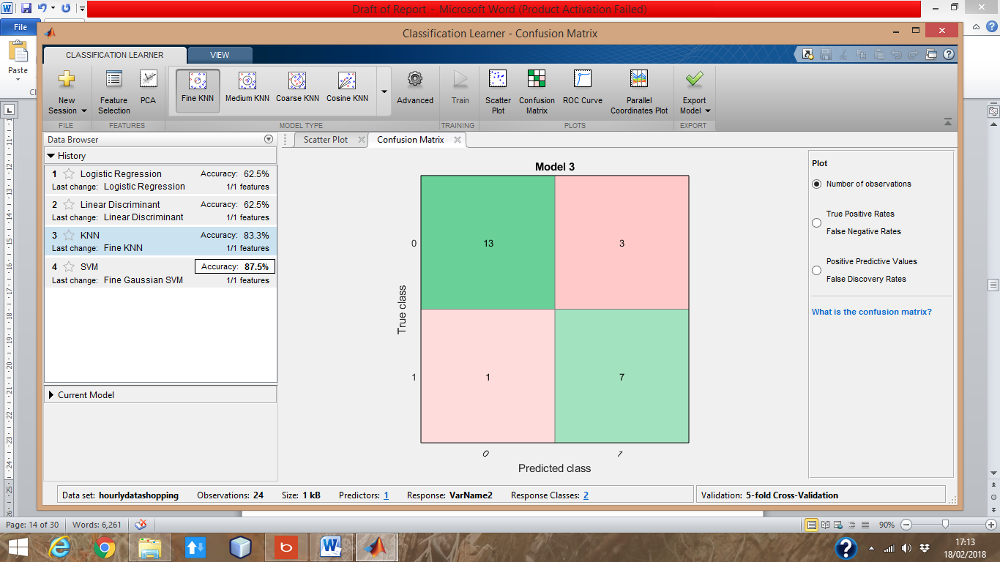 Draft of Report - Microsoft Word (Product Activation Failed)
File
Classification Learner - Confusion Matrix
Paste
CLASSIFICATION LEARNER
VIEW
New Session
Feature Selection
PCA
Fine KNN
Medium KNN
Coarse KNN
Cosine KNN
Advanced
Train
Scatter Plot
Confusion Matrix
ROC Curve
Parallel Coordinates Plot
Export Model
FILE
FEATURES
MODEL TYPE
TRAINING
PLOTS
EXPORT
Data Browser
Scatter Plot
Confusion Matrix
History
1 Logistic Regression Accuracy: 62.5%
Last change: Logistic Regression 1/1 features
2 Linear Discriminant Accuracy: 62.5%
Last change: Linear Discriminant 1/1 features
3 KNN Accuracy: 83.3%
Last change: Fine KNN 1/1 features
4 SVM Accuracy: 87.5%
Last change: Fine Gaussian SVM 1/1 features
Current Model
Model 3
True class
0
13
3
1
1
7
0
1
Predicted class
Plot
Number of observations
True Positive Rates
False Negative Rates
Positive Predictive Values
False Discovery Rates
What is the confusion matrix?
Data set: hourlydatashopping Observations: 24 Size: 1 kB Predictors: 1 Response: VarName2 Response Classes: 2
Validation: 5-fold Cross-Validation
Page: 14 of 30 Words: 6,261
90%
17:13
18/02/2018